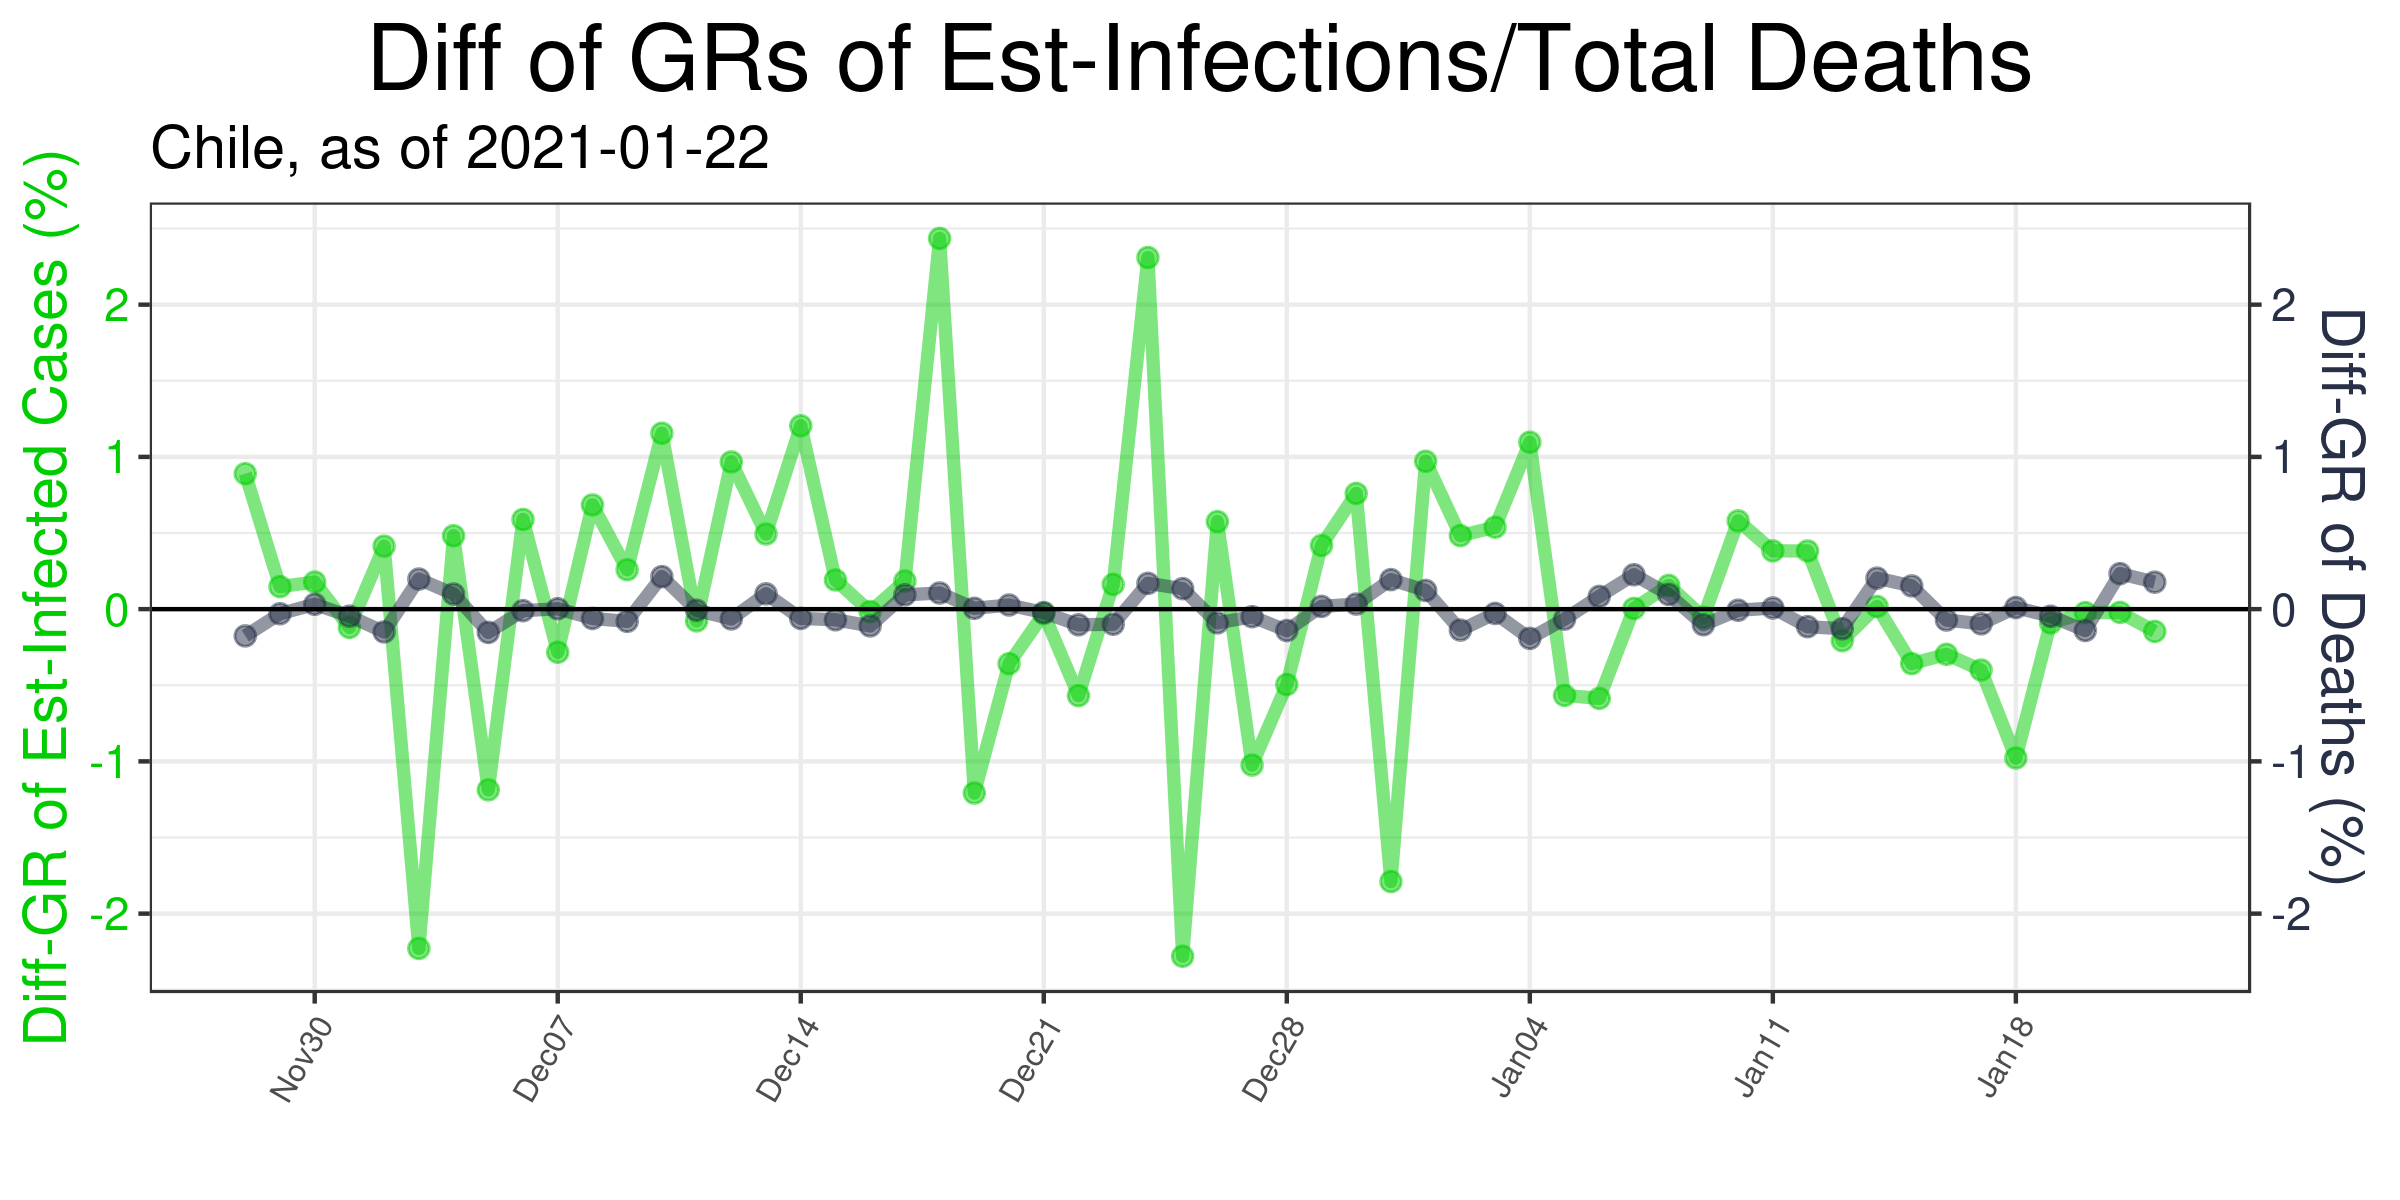 Diff of GRs of Est-Infections/Total Deaths
Chile, as of 2021-01-22
Diff-GR of Est-Infected Cases (%)
2
1
0
-1
-2
2
1
0
-1
-2
Diff-GR of Deaths (%)
Nov30
Dec07
Dec14
Dec21
Dec28
Jan04
Jan11
Jan18